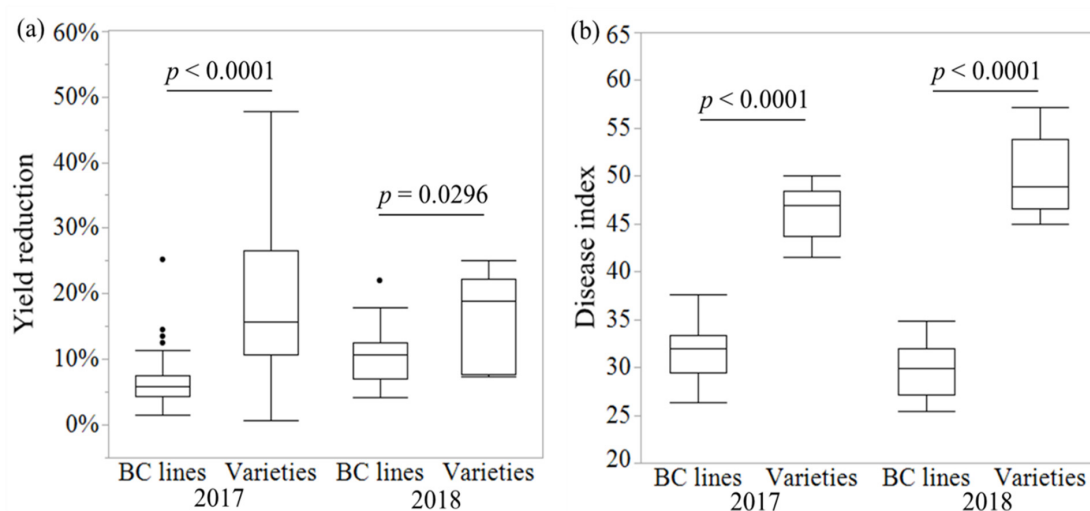 (a)
60%
50%
40%
30%
20%
10%
0%
Yield reduction
p < 0.0001
p = 0.0296
BC lines Varieties BC lines Varieties
2017 2018
(b)
65
60
55
50
45
40
35
30
25
20
Disease index
p < 0.0001
p < 0.0001
BC lines Varieties BC lines Varieties
2017 2018